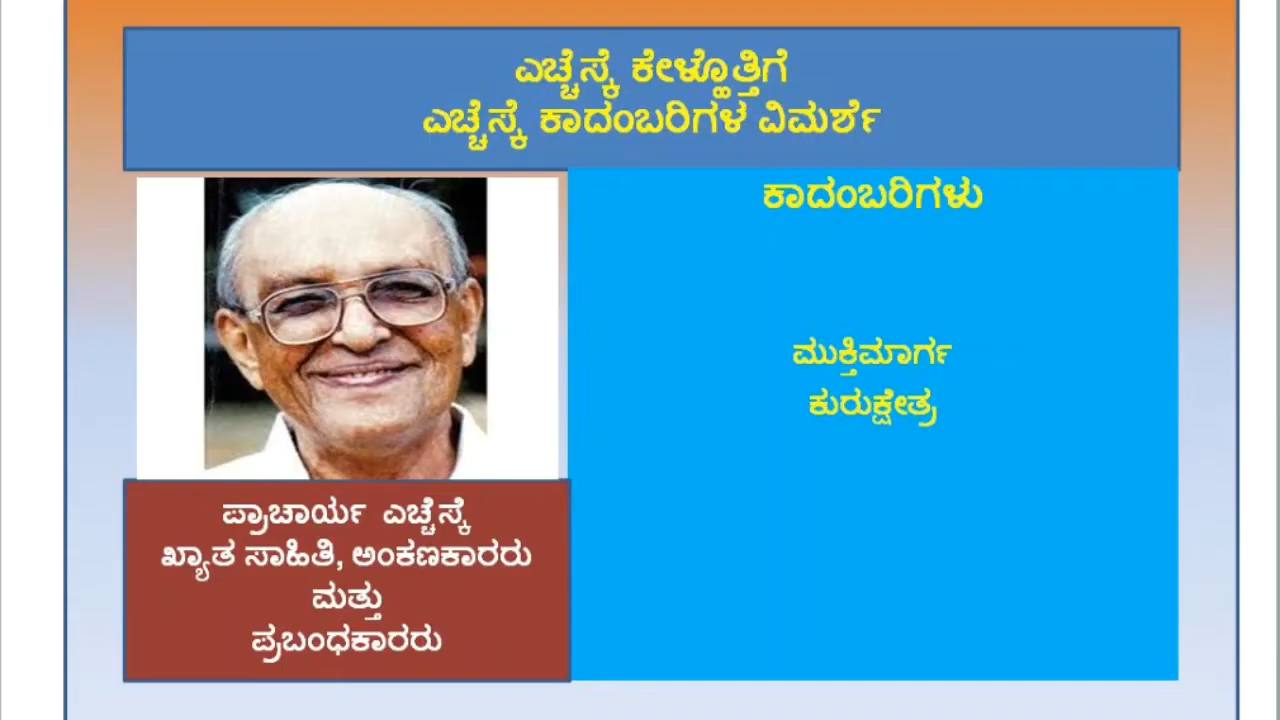 ಎಚ್ಚೆಸ್ಕೆ ಕೇಳ್ಹೊತ್ತಿಗೆ
ಎಚ್ಚೆಸ್ಕೆ ಕಾದಂಬರಿಗಳ ವಿಮರ್ಶೆ
ಕಾದಂಬರಿಗಳು
ಮುಕ್ತಿಮಾರ್ಗ
ಕುರುಕ್ಷೇತ್ರ
ಪ್ರಾಚಾರ್ಯ ಎಚ್ಚೆಸ್ಕೆ
ಖ್ಯಾತ ಸಾಹಿತಿ, ಅಂಕಣಕಾರರು
ಮತ್ತು
ಪ್ರಬಂಧಕಾರರು